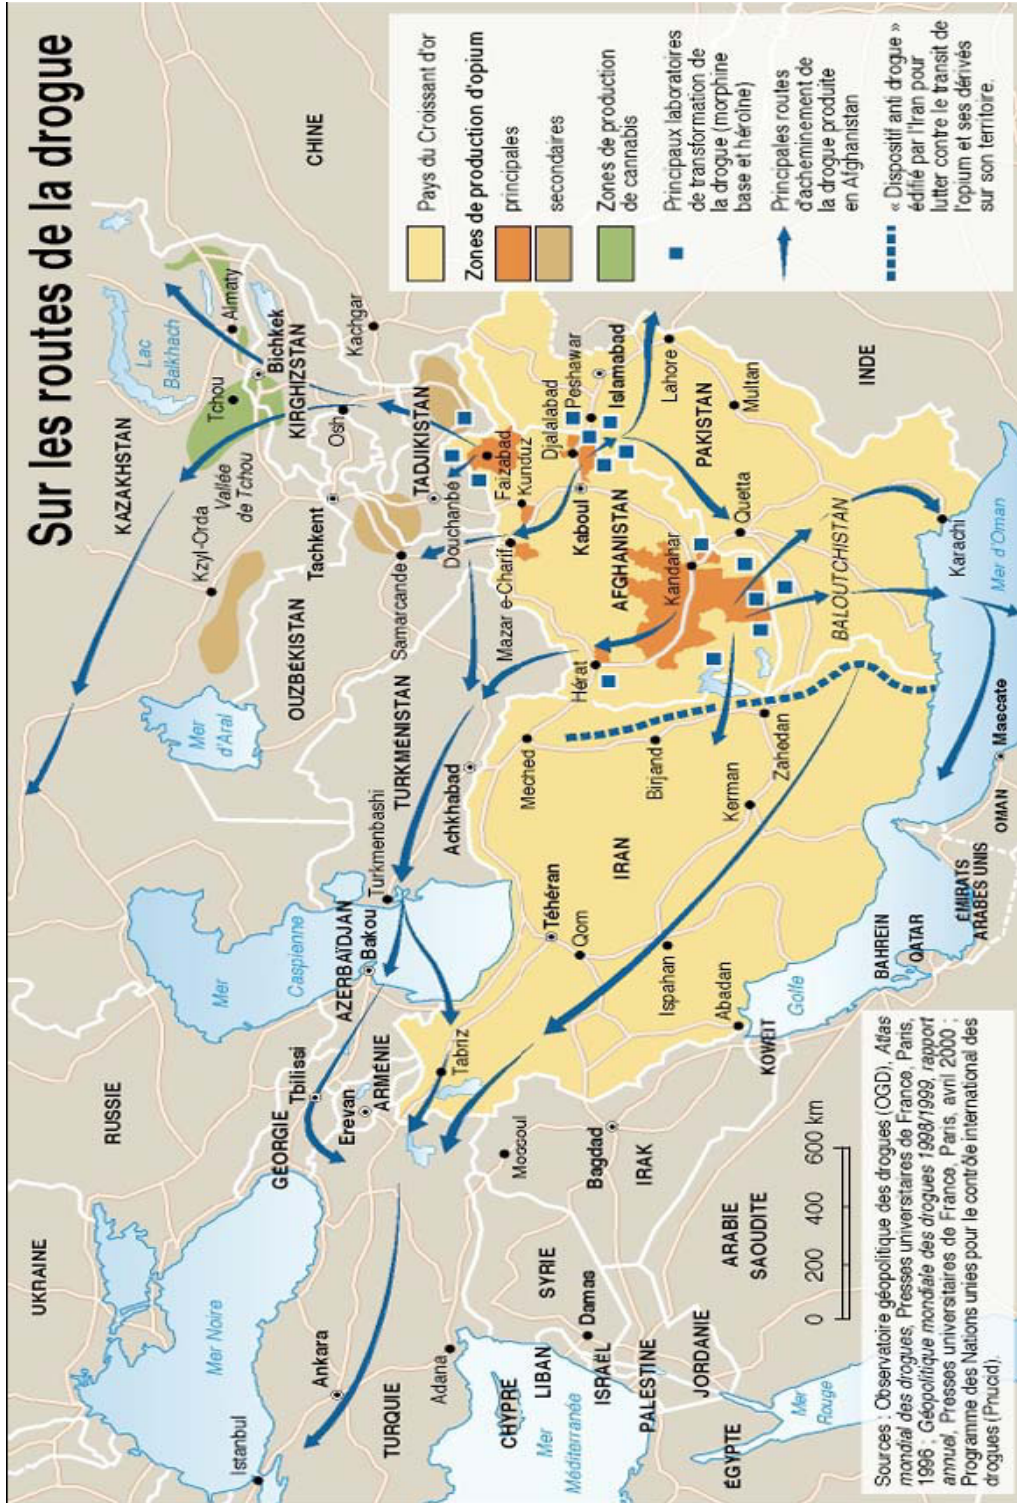 Sur les routes de la drogue
Pays du Croissant d'or
Zones de production d'opium
principales
secondaires
Zones de production
de cannabis
Principaux laboratoires
de transformation de
la drogue (morphine
base et héroïne)
Principales routes
d'acheminement de
la drogue produite
en Afghanistan
« Dispositif anti drogue »
édifié par l'Iran pour
lutter contre le transit de
l'opium et ses dérivés
sur son territoire.
UKRAINE
RUSSIE
KAZAKHSTAN
CHINE
Lac
Balkhach
Almaty
Tchou
Bichkek
Vallée
de Tchou
KIRGHIZSTAN
Kachgar
Osh
Kzyl-Orda
Tachkent
TADJIKISTAN
Douchanbé
Samarcande
OUZBÉKISTAN
Mer
d'Aral
TURKMÉNISTAN
Turkmenbashi
Achkhabad
Mer
Caspienne
AZERBAÏDJAN
Bakou
GÉORGIE
Tbilissi
ARMÉNIE
Erevan
Mer Noire
Istanbul
Ankara
TURQUIE
Adana
Tabriz
Mossoul
Téhéran
Qom
IRAN
Meched
Birjand
Kerman
Zahedan
Ispahan
Abadan
Hérat
Mazar e-Charif
Kunduz
Faizabad
Djalalabad
Peshawar
Islamabad
Kaboul
AFGHANISTAN
Kandahar
Quetta
PAKISTAN
Lahore
Multan
INDE
BALOUTCHISTAN
Karachi
Mer d'Oman
Mascate
OMAN
ÉMIRATS
ARABES UNIS
QATAR
BAHREIN
Golfe
KOWEIT
Bagdad
IRAK
SYRIE
Damas
LIBAN
CHYPRE
Mer
Méditerranée
ISRAËL
PALESTINE
JORDANIE
ÉGYPTE
Mer
Rouge
ARABIE
SAOUDITE
0 200 400 600 km
Sources : Observatoire géopolitique des drogues (OGD), Atlas
mondial des drogues, Presses universitaires de France, Paris,
1996 ; Géopolitique mondiale des drogues 1998/1999, rapport
annuel, Presses universitaires de France, Paris, avril 2000 ;
Programme des Nations unies pour le contrôle international des
drogues (Pnucid).